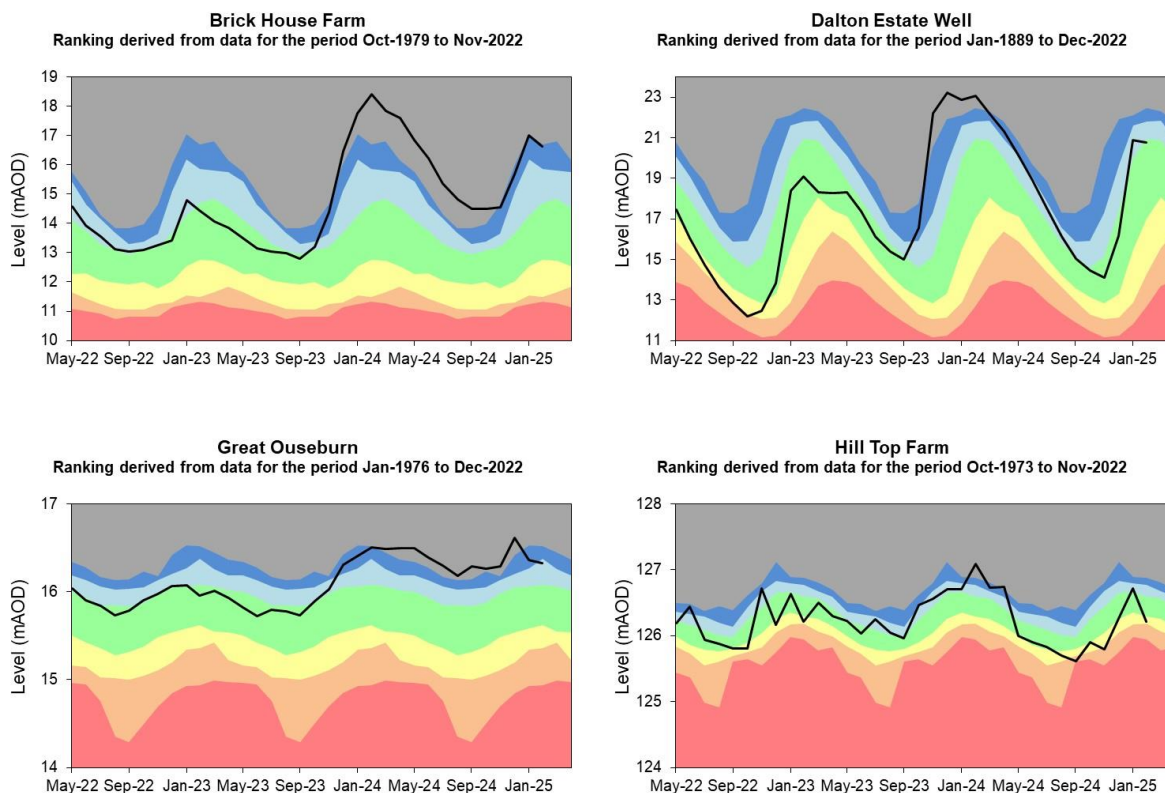 Brick House Farm
Ranking derived from data for the period Oct-1979 to Nov-2022
Level (mAOD)
19
18
17
16
15
14
13
12
11
10
May-22 Sep-22 Jan-23 May-23 Sep-23 Jan-24 May-24 Sep-24 Jan-25
Dalton Estate Well
Ranking derived from data for the period Jan-1889 to Dec-2022
Level (mAOD)
23
21
19
17
15
13
11
May-22 Sep-22 Jan-23 May-23 Sep-23 Jan-24 May-24 Sep-24 Jan-25
Great Ouseburn
Ranking derived from data for the period Jan-1976 to Dec-2022
Level (mAOD)
17
16
15
14
May-22 Sep-22 Jan-23 May-23 Sep-23 Jan-24 May-24 Sep-24 Jan-25
Hill Top Farm
Ranking derived from data for the period Oct-1973 to Nov-2022
Level (mAOD)
128
127
126
125
124
May-22 Sep-22 Jan-23 May-23 Sep-23 Jan-24 May-24 Sep-24 Jan-25